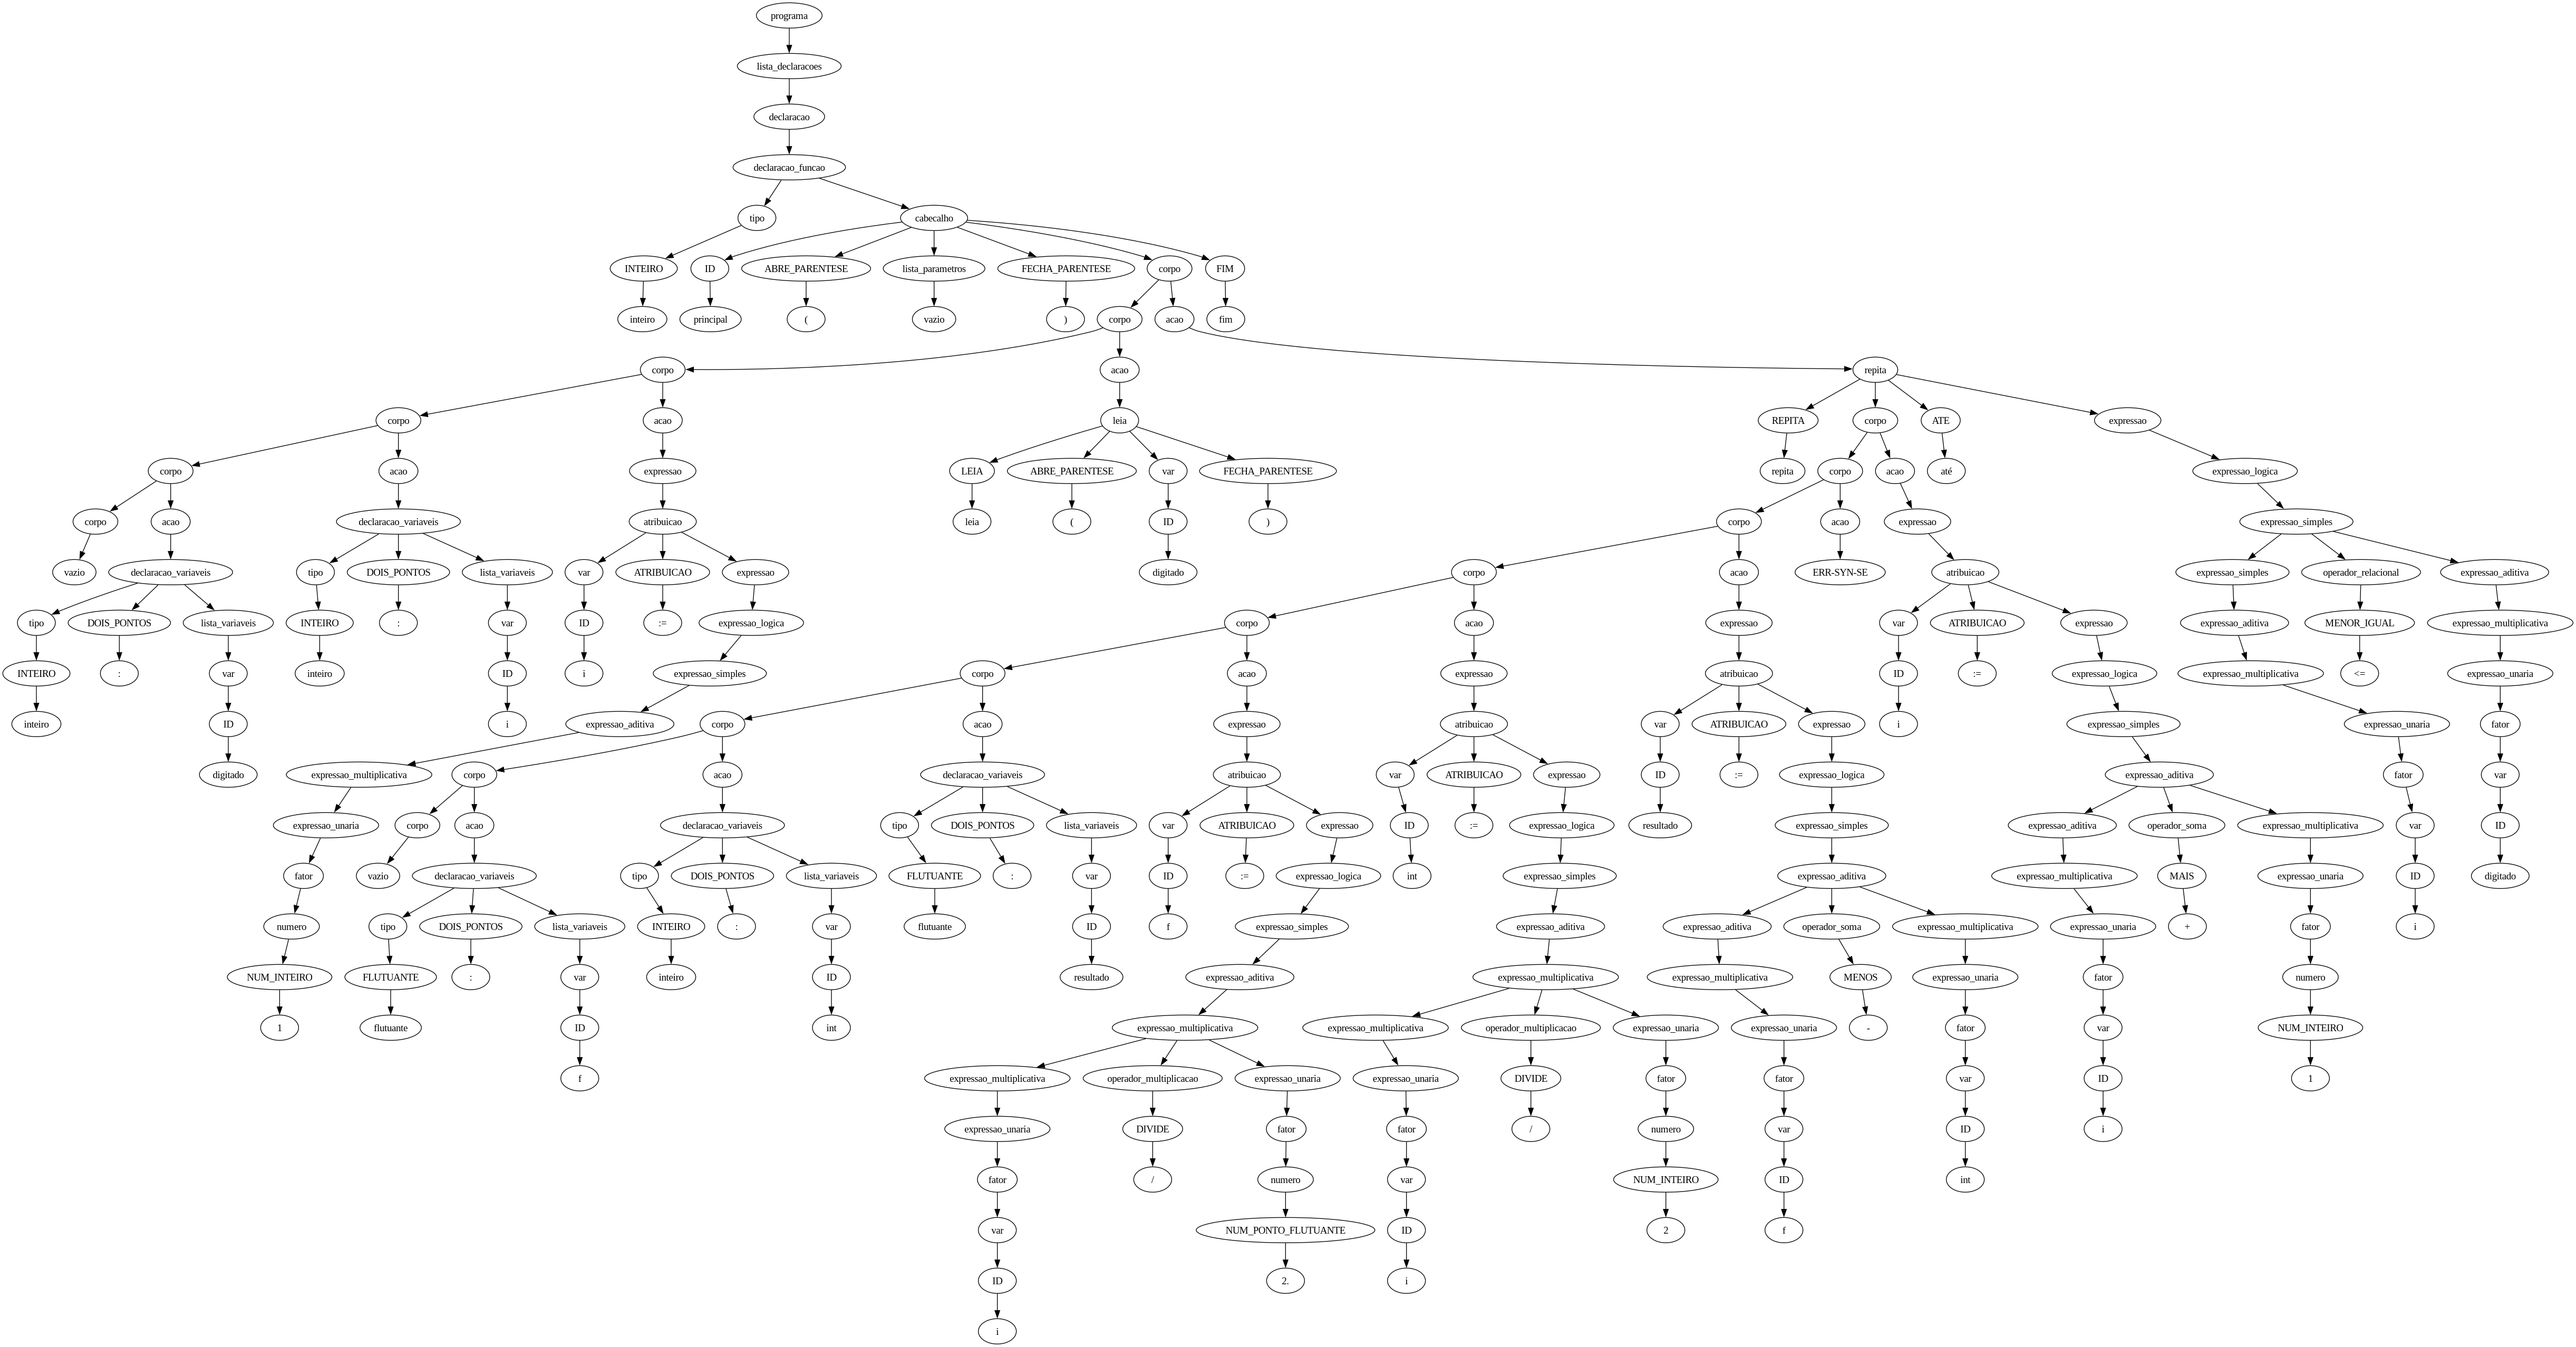 programa
lista_declaracoes
declaracao
declaracao_funcao
tipo cabecalho
INTEIRO ID ABRE_PARENTESE lista_parametros FECHA_PARENTESE corpo FIM
inteiro principal ( vazio ) corpo acao fim
corpo acao repita
corpo acao leia REPITA corpo ATE expressao
corpo acao expressao LEIA ABRE_PARENTESE var FECHA_PARENTESE repita corpo acao até expressao_logica
corpo acao declaracao_variaveis atribuicao leia ( ID ) corpo acao expressao expressao_simples
vazio declaracao_variaveis tipo DOIS_PONTOS lista_variaveis var ATRIBUICAO expressao digitado corpo acao ERR-SYN-SE atribuicao expressao_simples operador_relacional expressao_aditiva
tipo DOIS_PONTOS lista_variaveis INTEIRO : var ID := expressao_logica corpo acao expressao var ATRIBUICAO expressao expressao_aditiva MENOR_IGUAL expressao_multiplicativa
INTEIRO : var inteiro ID i expressao_simples corpo acao expressao atribuicao ID := expressao_logica expressao_multiplicativa <= expressao_unaria
inteiro ID i expressao_aditiva corpo acao expressao atribuicao var ATRIBUICAO expressao i expressao_simples expressao_unaria fator
digitado expressao_multiplicativa corpo acao declaracao_variaveis atribuicao var ATRIBUICAO expressao ID := expressao_logica expressao_aditiva fator var
expressao_unaria corpo acao declaracao_variaveis tipo DOIS_PONTOS lista_variaveis var ATRIBUICAO expressao ID := expressao_logica resultado expressao_simples expressao_aditiva operador_soma expressao_multiplicativa var ID
fator vazio declaracao_variaveis tipo DOIS_PONTOS lista_variaveis FLUTUANTE : var ID := expressao_logica int expressao_simples expressao_aditiva expressao_multiplicativa MAIS expressao_unaria ID digitado
numero tipo DOIS_PONTOS lista_variaveis INTEIRO : var flutuante ID f expressao_simples expressao_aditiva expressao_aditiva operador_soma expressao_multiplicativa expressao_unaria + fator i
NUM_INTEIRO FLUTUANTE : var inteiro ID resultado expressao_aditiva expressao_multiplicativa expressao_multiplicativa MENOS expressao_unaria fator numero
1 flutuante ID int expressao_multiplicativa expressao_multiplicativa operador_multiplicacao expressao_unaria expressao_unaria - fator var NUM_INTEIRO
f expressao_multiplicativa operador_multiplicacao expressao_unaria expressao_unaria DIVIDE fator fator var ID 1
expressao_unaria DIVIDE fator fator / numero var ID i
fator / numero var NUM_INTEIRO ID int
var NUM_PONTO_FLUTUANTE ID 2 f
ID 2. i
i